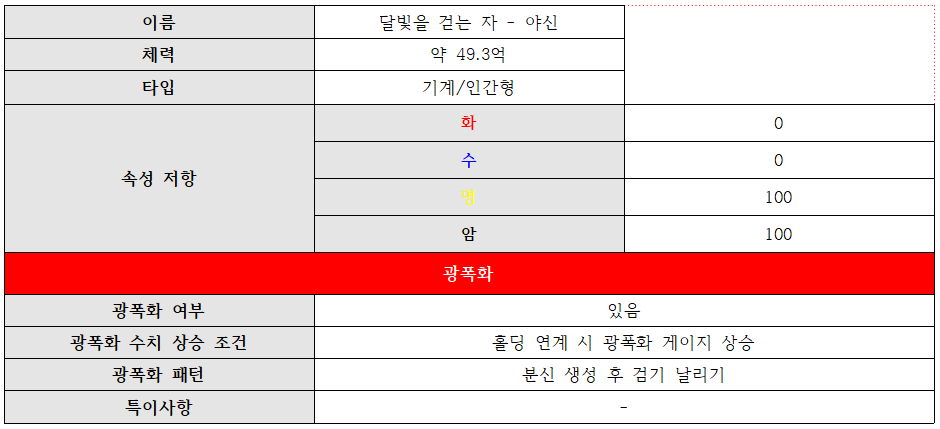 이름 달빛을 걷는 자 - 야신
체력 약 49.3억
타입 기계/인간형
속성 저항
화 0
수 0
명 100
암 100
광폭화
광폭화 여부 있음
광폭화 수치 상승 조건 홀딩 연계 시 광폭화 게이지 상승
광폭화 패턴 분신 생성 후 검기 날리기
특이사항 -